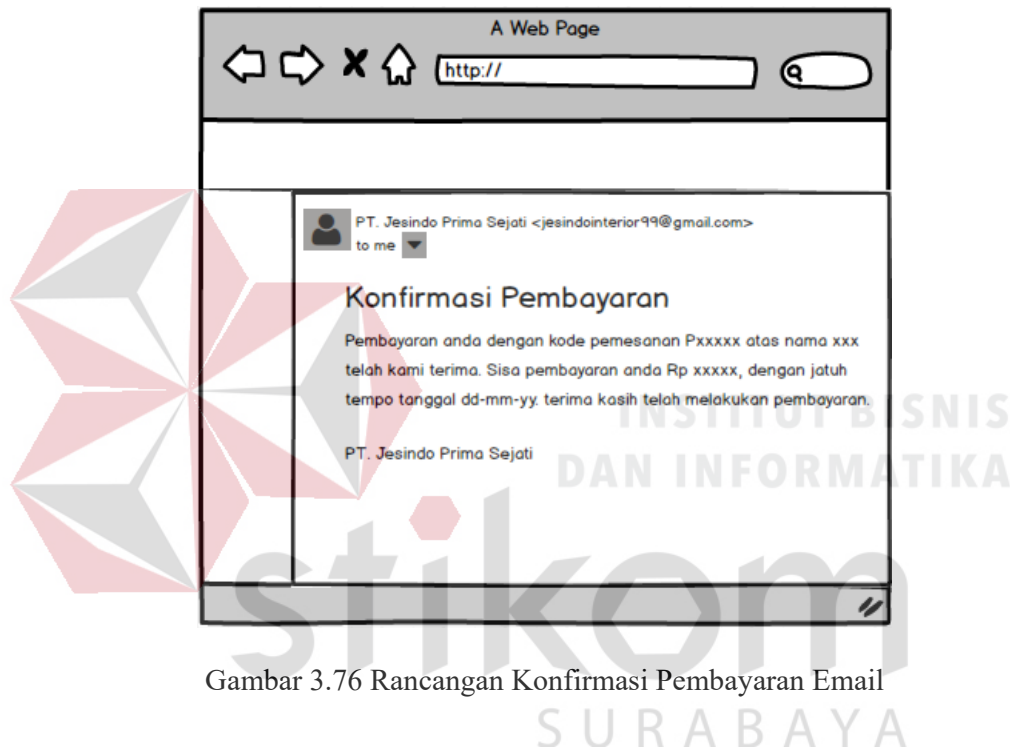 A Web Page
http://
PT. Jesindo Prima Sejati <jesindointerior99@gmail.com>
to me
Konfirmasi Pembayaran
Pembayaran anda dengan kode pemesanan Pxxxxx atas nama xxx
telah kami terima. Sisa pembayaran anda Rp xxxxx, dengan jatuh
tempo tanggal dd-mm-yy. terima kasih telah melakukan pembayaran.
INSTITUT BISNIS
PT. Jesindo Prima Sejati
DAN INFORMATIKA
stikom
Gambar 3.76 Rancangan Konfirmasi Pembayaran Email
SURABAYA